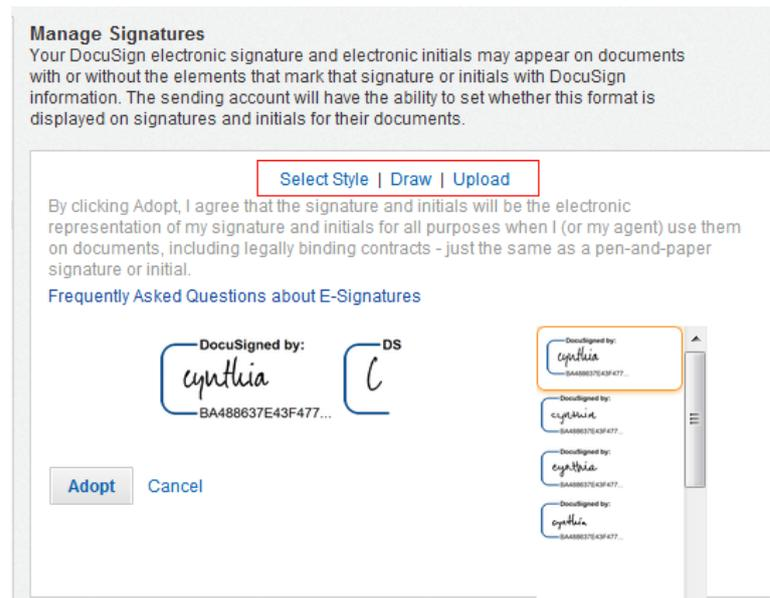 Manage Signatures
Your DocuSign electronic signature and electronic initials may appear on documents
with or without the elements that mark that signature or initials with DocuSign
information. The sending account will have the ability to set whether this format is
displayed on signatures and initials for their documents.
Select Style | Draw | Upload
By clicking Adopt, I agree that the signature and initials will be the electronic
representation of my signature and initials for all purposes when I (or my agent) use them
on documents, including legally binding contracts - just the same as a pen-and-paper
signature or initial.
Frequently Asked Questions about E-Signatures
DocuSigned by:
cynthia
BA488637E43F477...
DS
C
DocuSigned by:
cynthia
BA488637E43F477...
DocuSigned by:
cynthia
BA488637E43F477...
DocuSigned by:
cynthia
BA488637E43F477...
DocuSigned by:
cynthia
BA488637E43F477...
Adopt Cancel